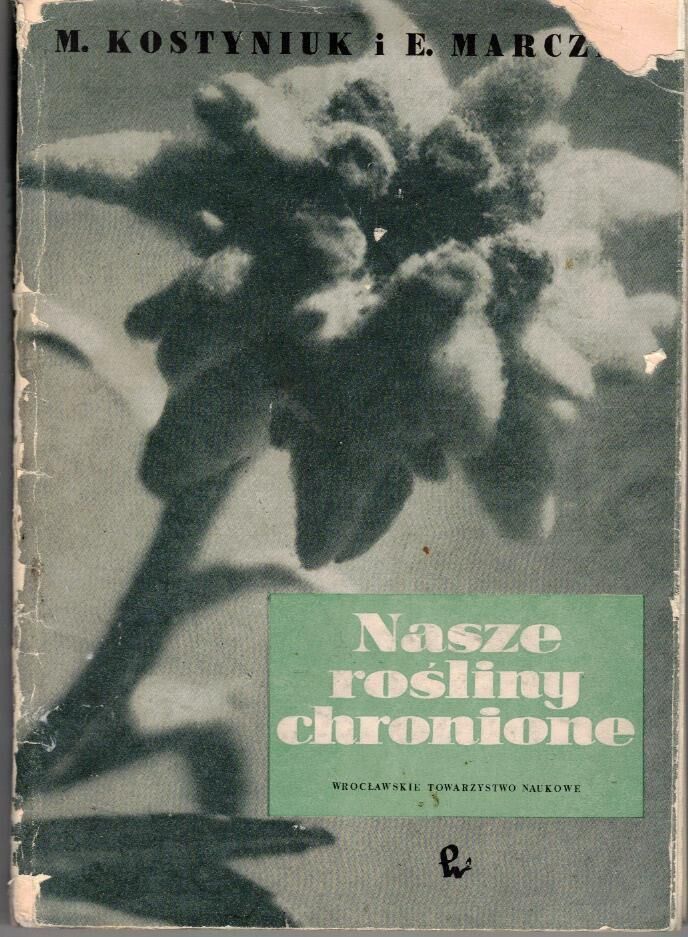 M. KOSTYNIUK i E. MARCZ
Nasze
rośliny
chronione
WROCŁAWSKIE TOWARZYSTWO NAUKOWE